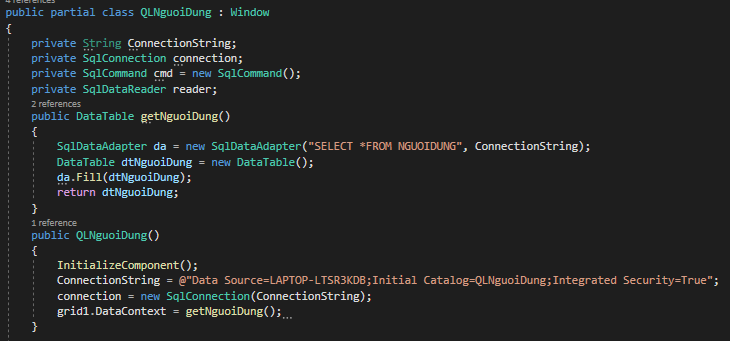 4 references
public partial class QLNguoiDung : Window
{
private String ConnectionString;
private SqlConnection connection;
private SqlCommand cmd = new SqlCommand();
private SqlDataReader reader;
2 references
public DataTable getNguoiDung()
{
SqlDataAdapter da = new SqlDataAdapter("SELECT *FROM NGUOIDUNG", ConnectionString);
DataTable dtNguoiDung = new DataTable();
da.Fill(dtNguoiDung);
return dtNguoiDung;
}
1 reference
public QLNguoiDung()
{
InitializeComponent();
ConnectionString = @"Data Source=LAPTOP-LTSR3KDB;Initial Catalog=QLNguoiDung;Integrated Security=True";
connection = new SqlConnection(ConnectionString);
grid1.DataContext = getNguoiDung();
}